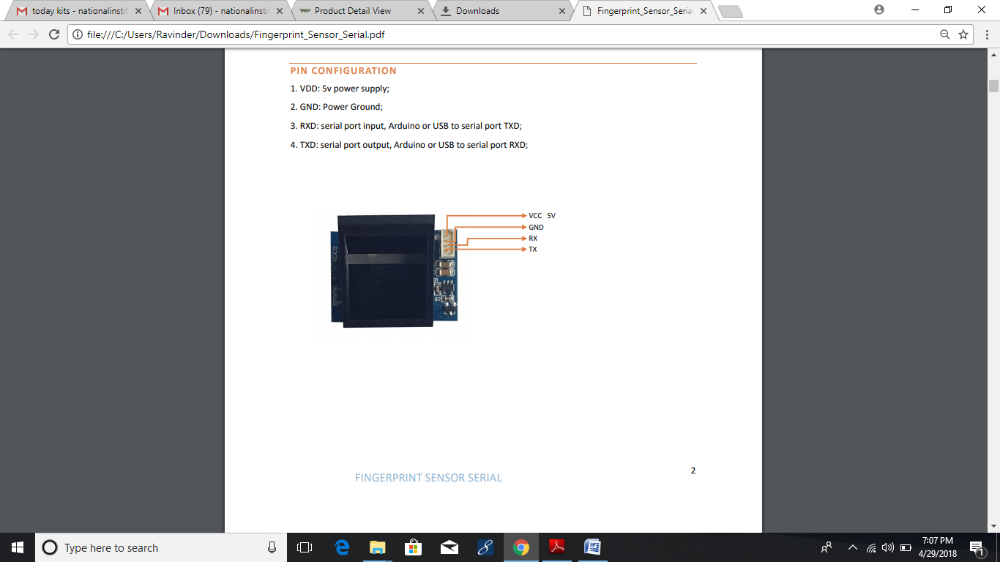 today kits - nationalinstit
Inbox (79) - nationalinstit
Product Detail View
Downloads
Fingerprint_Sensor_Serial
file:///C:/Users/Ravinder/Downloads/Fingerprint_Sensor_Serial.pdf
PIN CONFIGURATION
1. VDD: 5v power supply;
2. GND: Power Ground;
3. RXD: serial port input, Arduino or USB to serial port TXD;
4. TXD: serial port output, Arduino or USB to serial port RXD;
VCC 5V
GND
RX
TX
2
FINGERPRINT SENSOR SERIAL
Type here to search
7:07 PM
4/29/2018
1